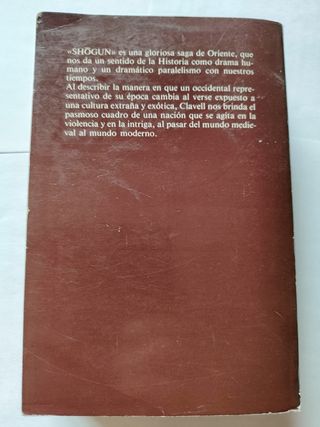 «SHŌGUN» es una gloriosa saga de Oriente, que
nos da un sentido de la Historia como drama hu-
mano y un dramático paralelismo con nuestros
tiempos.
Al describir la manera en que un occidental repre-
sentativo de su época cambia al verse expuesto a
una cultura extraña y exótica, Clavell nos brinda el
pasmoso cuadro de una nación que se agita en la
violencia y en la intriga, al pasar del mundo medie-
val al mundo moderno.